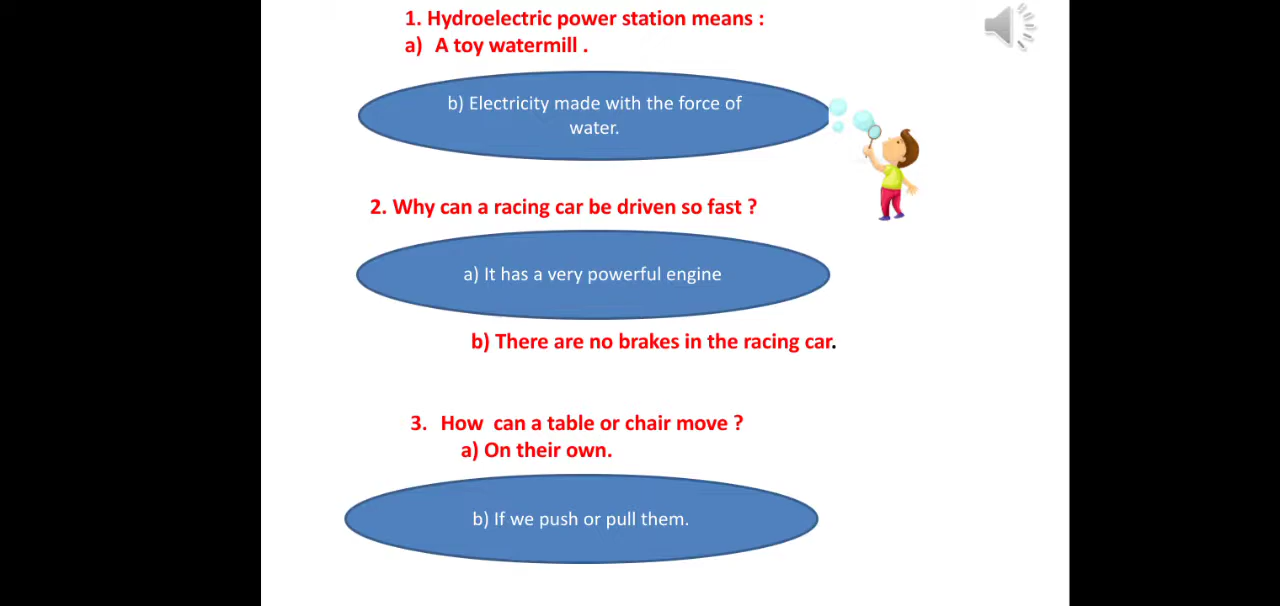 1. Hydroelectric power station means :
a) A toy watermill .
b) Electricity made with the force of
water.
2. Why can a racing car be driven so fast ?
a) It has a very powerful engine
b) There are no brakes in the racing car.
3. How can a table or chair move ?
a) On their own.
b) If we push or pull them.